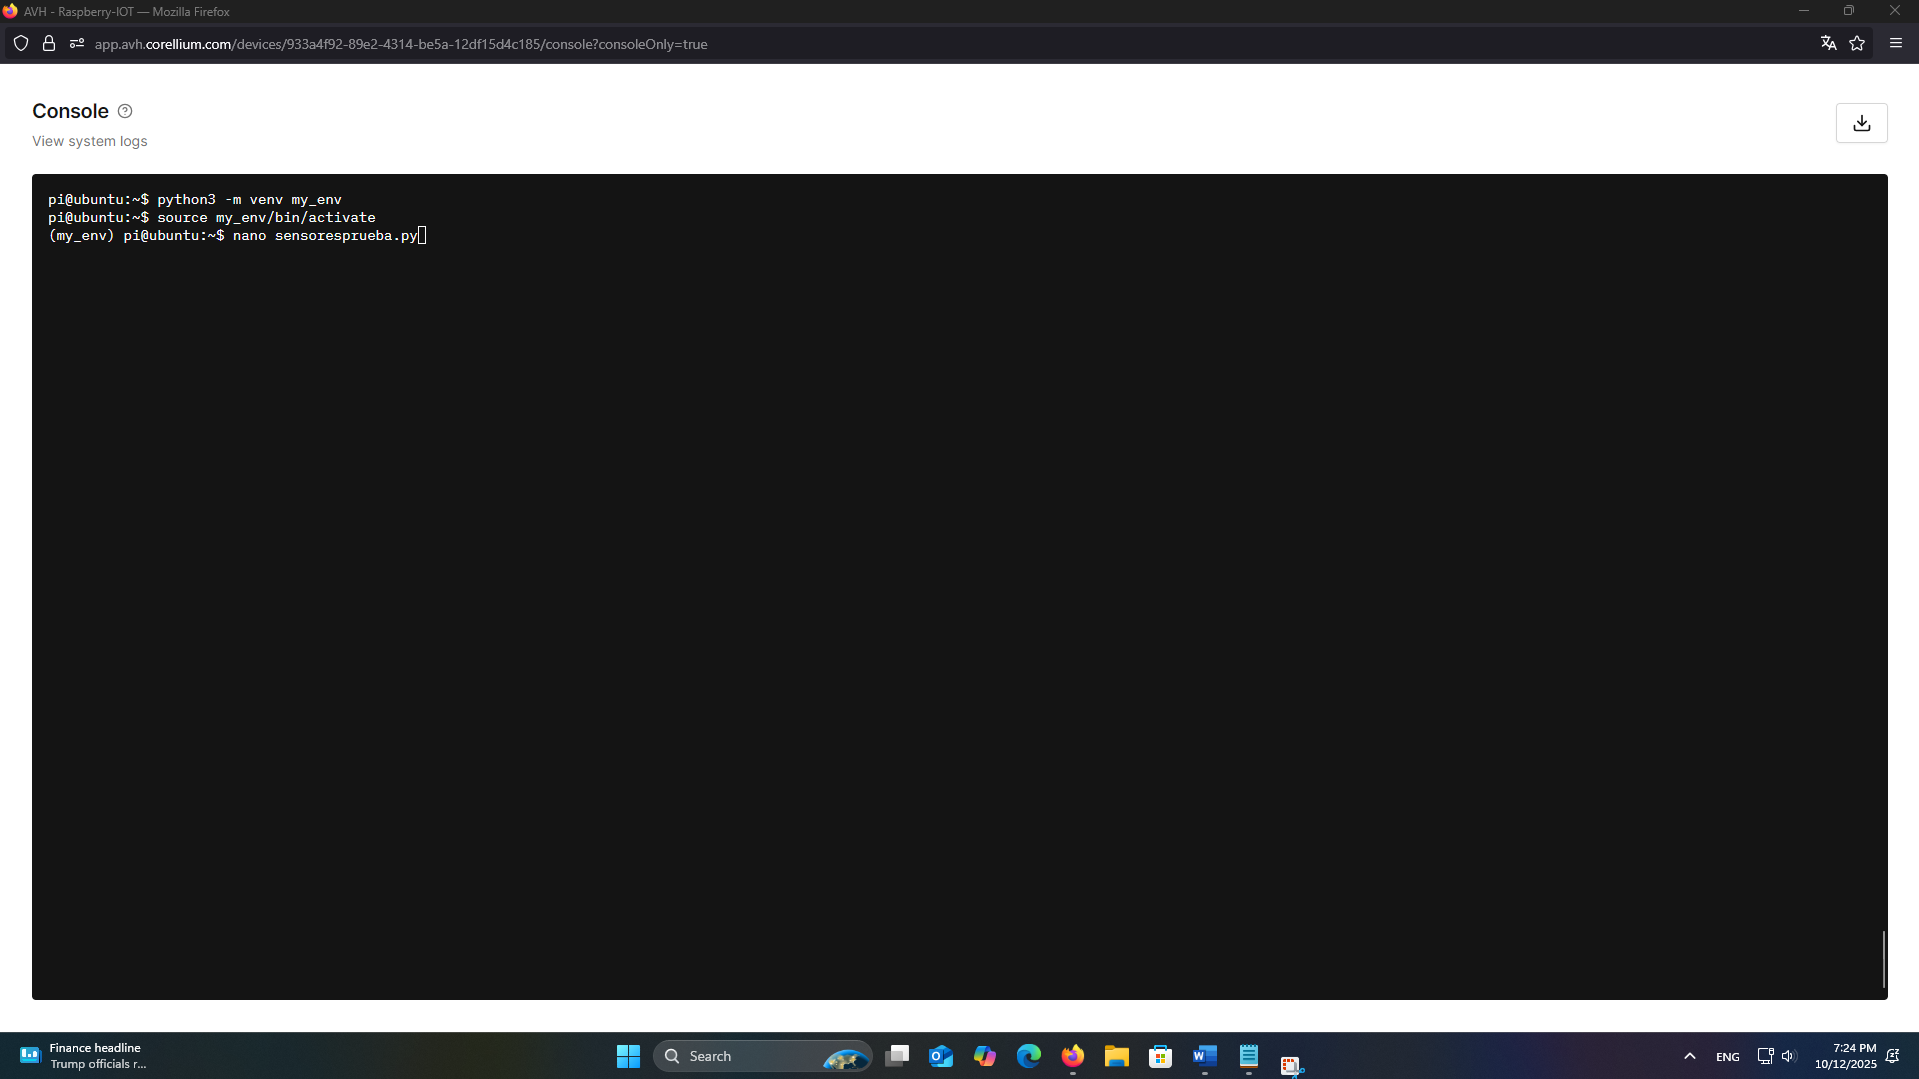 AVH - Raspberry-IOT — Mozilla Firefox
app.avh.corellium.com/devices/933a4f92-89e2-4314-be5a-12df15d4c185/console?consoleOnly=true
Console
View system logs
pi@ubuntu:~$ python3 -m venv my_env
pi@ubuntu:~$ source my_env/bin/activate
(my_env) pi@ubuntu:~$ nano sensoresprueba.py
Finance headline
Trump officials r...
Search
ENG
7:24 PM
10/12/2025